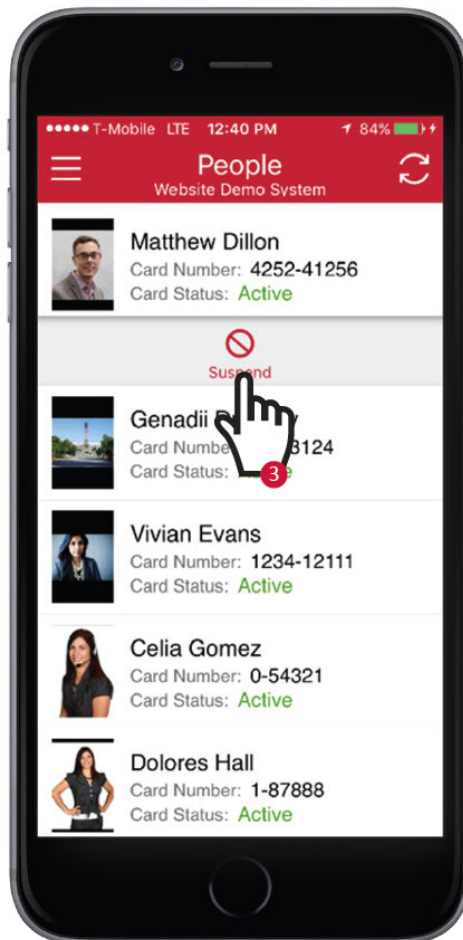 T-Mobile LTE 12:40 PM 84%
People
Website Demo System
Matthew Dillon
Card Number: 4252-41256
Card Status: Active
Suspend
Genadii
3124
Card Status:
3
Vivian Evans
Card Number: 1234-12111
Card Status: Active
Celia Gomez
Card Number: 0-54321
Card Status: Active
Dolores Hall
Card Number: 1-87888
Card Status: Active